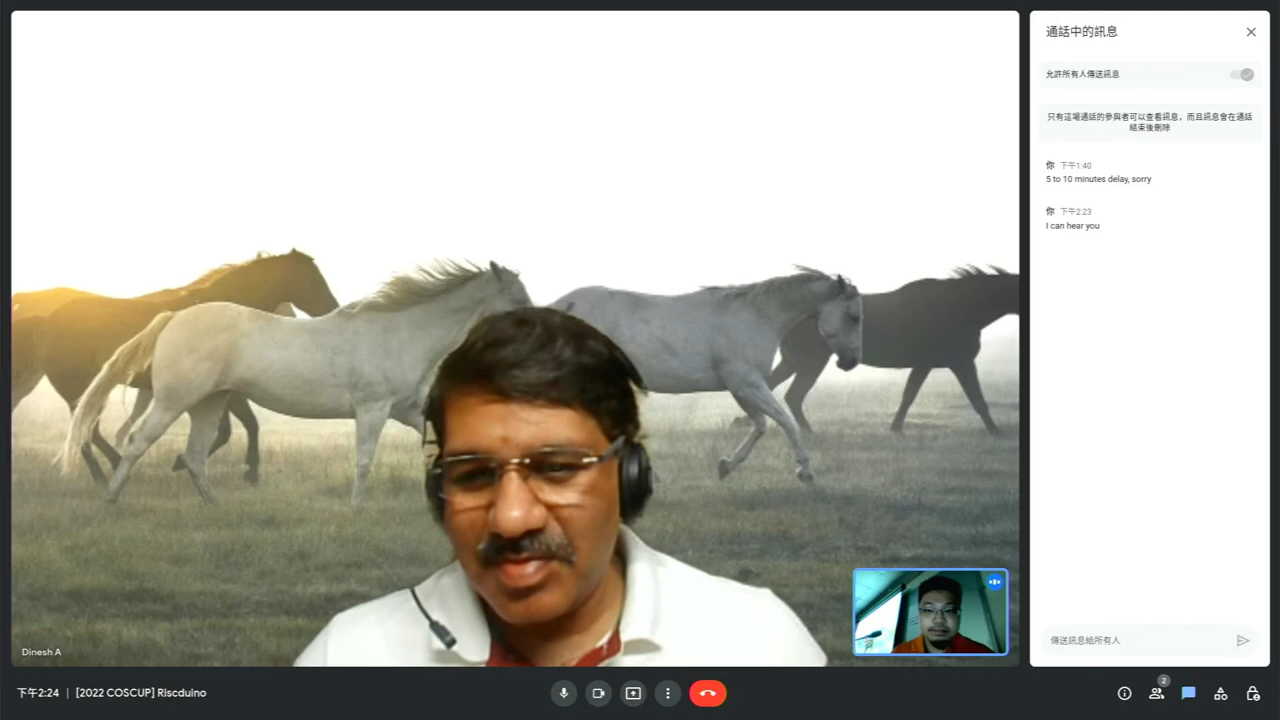 通話中的訊息
允許所有人傳送訊息
只有這場通話的參與者可以查看訊息，而且訊息會在通話
結束後刪除
你 下午1:40
5 to 10 minutes delay, sorry
你 下午2:23
I can hear you
傳送訊息給所有人
Dinesh A
下午2:24 | [2022 COSCUP] Riscduino
2